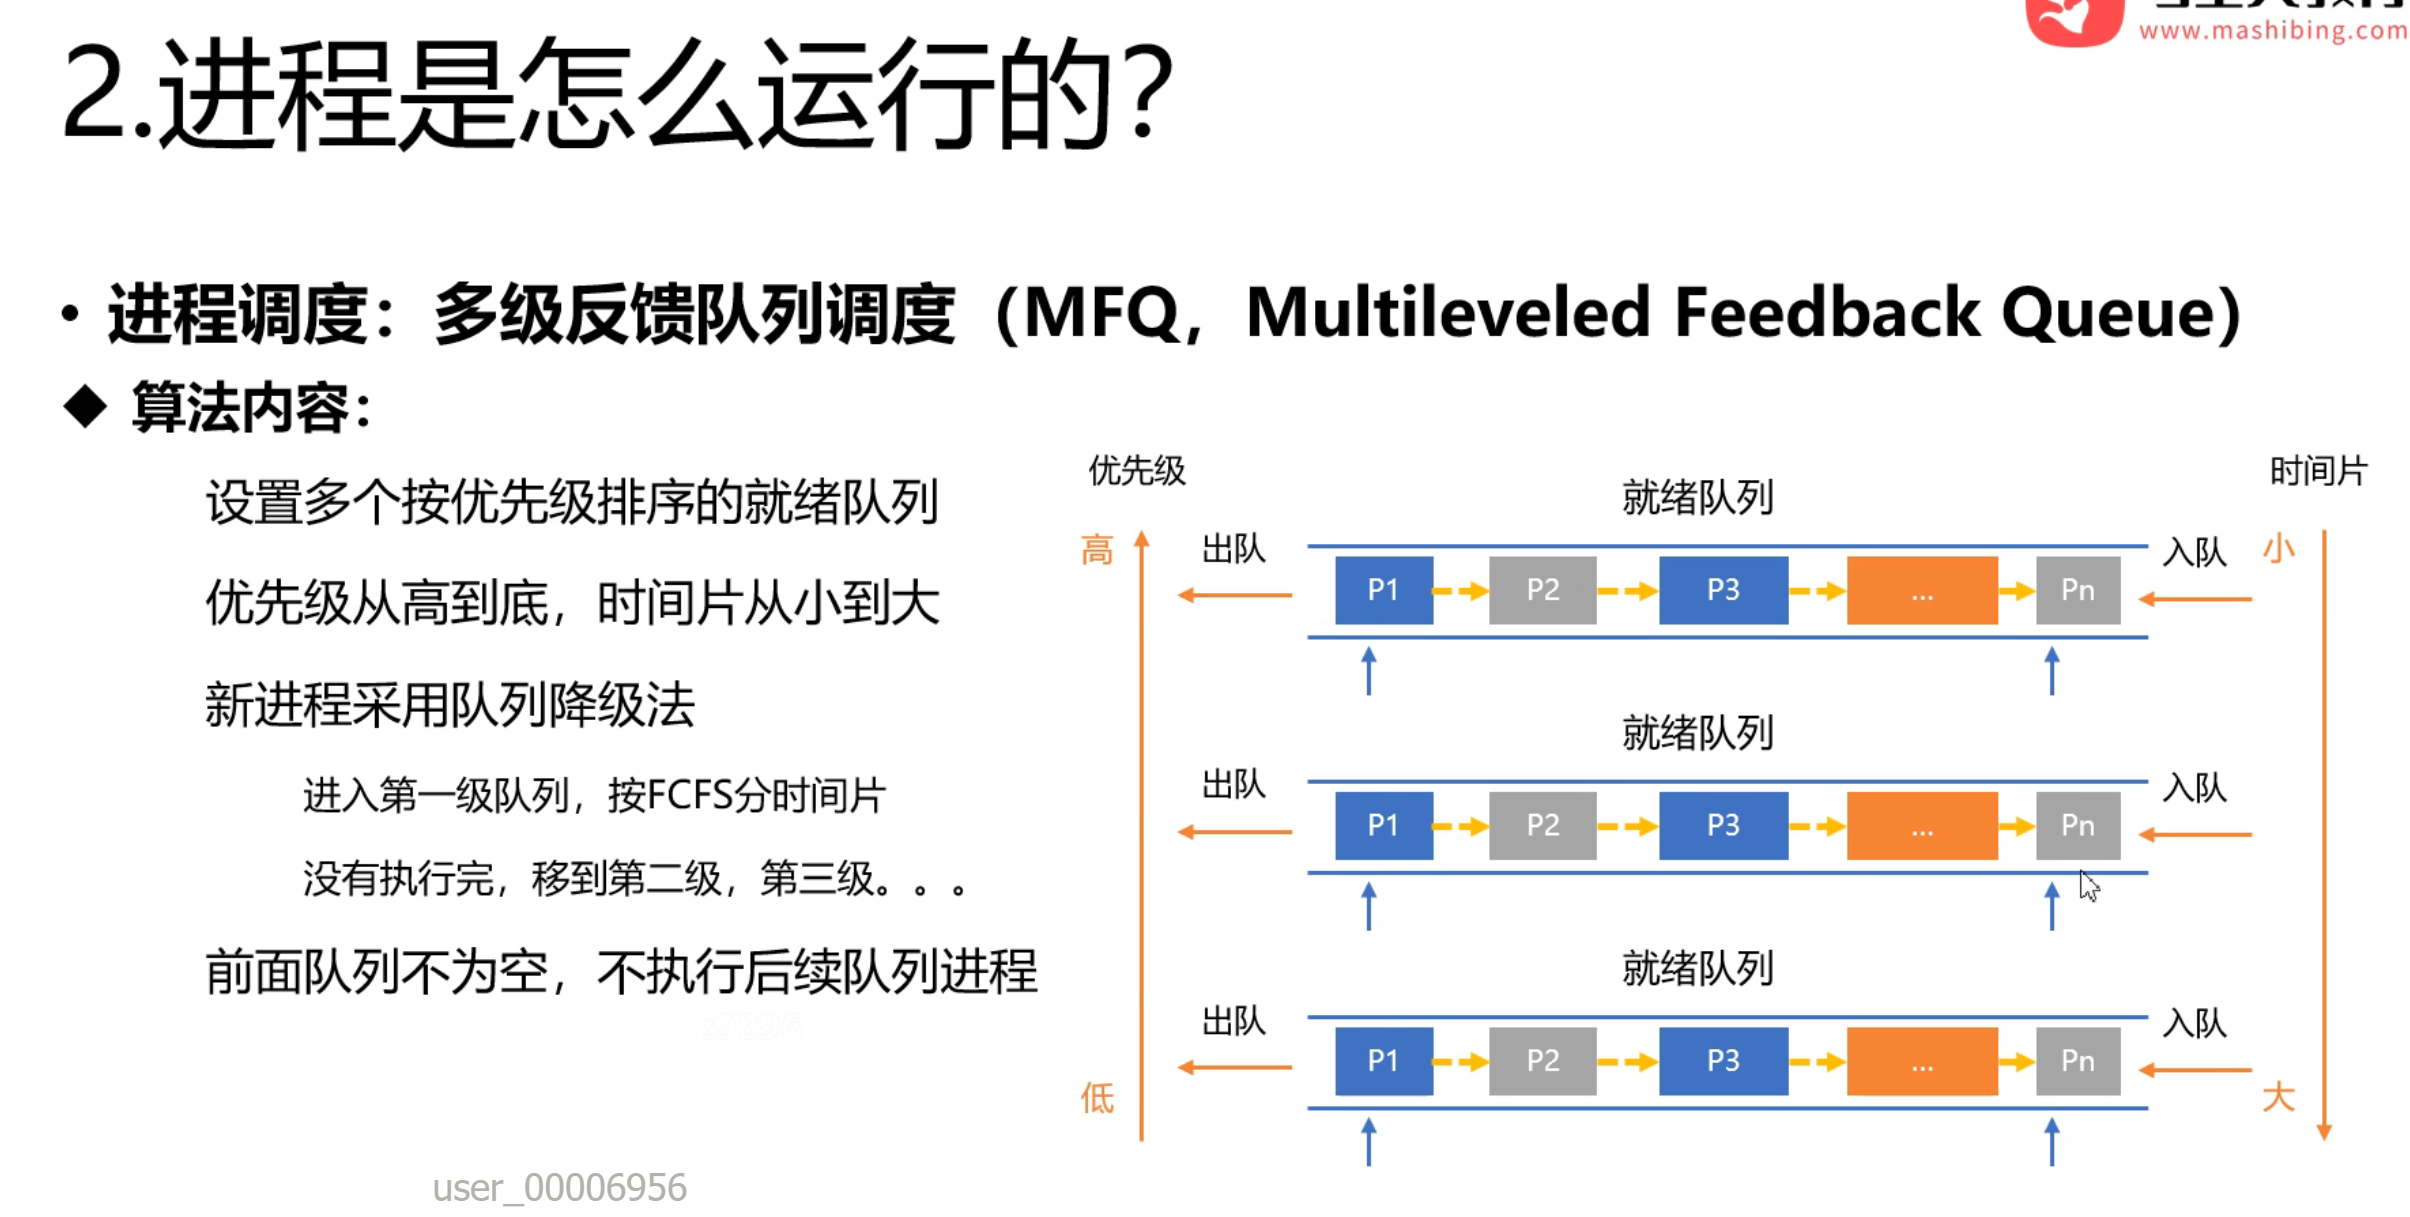 www.mashibing.com
2.进程是怎么运行的?
• 进程调度：多级反馈队列调度（MFQ，Multileveled Feedback Queue）
◆ 算法内容：
设置多个按优先级排序的就绪队列
优先级从高到底，时间片从小到大
新进程采用队列降级法
进入第一级队列，按FCFS分时间片
没有执行完，移到第二级，第三级。。。
前面队列不为空，不执行后续队列进程
优先级
时间片
高
小
就绪队列
出队
P1 P2 P3 ... Pn
入队
就绪队列
出队
P1 P2 P3 ... Pn
入队
就绪队列
出队
P1 P2 P3 ... Pn
入队
低
大
user_00006956